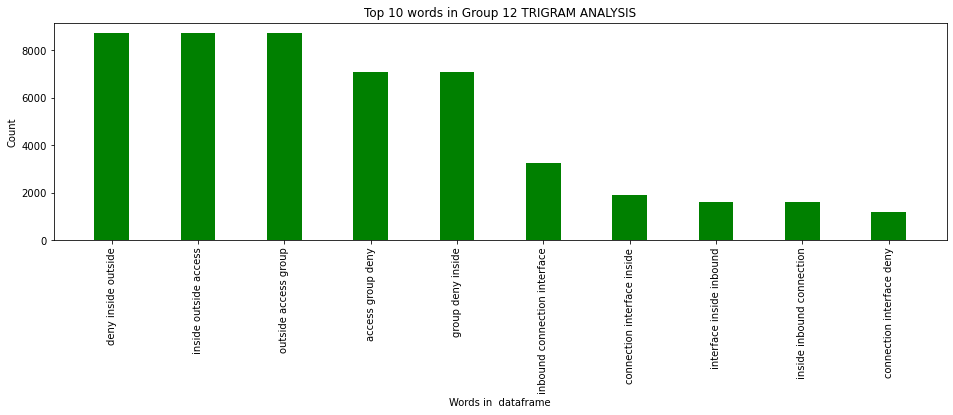 Top 10 words in Group 12 TRIGRAM ANALYSIS
Count
8000
6000
4000
2000
0
deny inside outside
inside outside access
outside access group
access group deny
group deny inside
inbound connection interface
connection interface inside
interface inside inbound
inside inbound connection
connection interface deny
Words in  dataframe